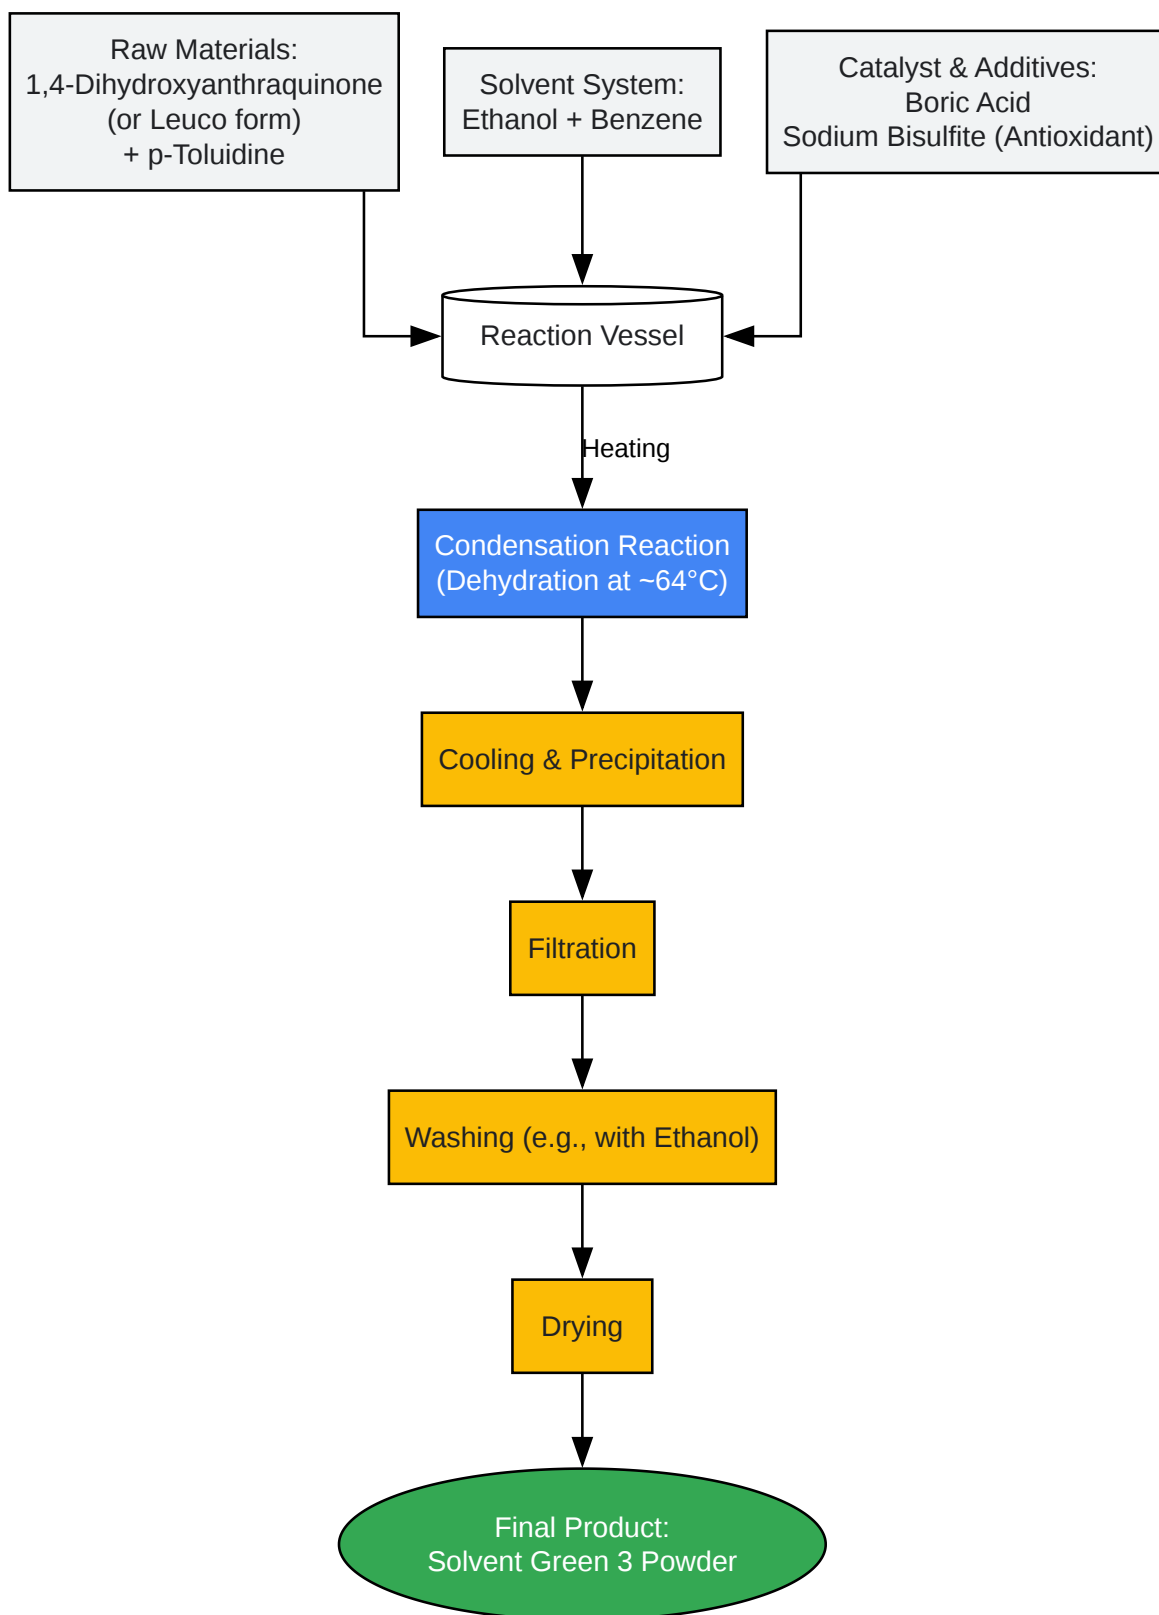 Raw Materials:
1,4-Dihydroxyanthraquinone
(or Leuco form)
+ p-Toluidine
Solvent System:
Ethanol + Benzene
Catalyst & Additives:
Boric Acid
Sodium Bisulfite (Antioxidant)
Reaction Vessel
Heating
Condensation Reaction
(Dehydration at ~64°C)
Cooling & Precipitation
Filtration
Washing (e.g., with Ethanol)
Drying
Final Product:
Solvent Green 3 Powder